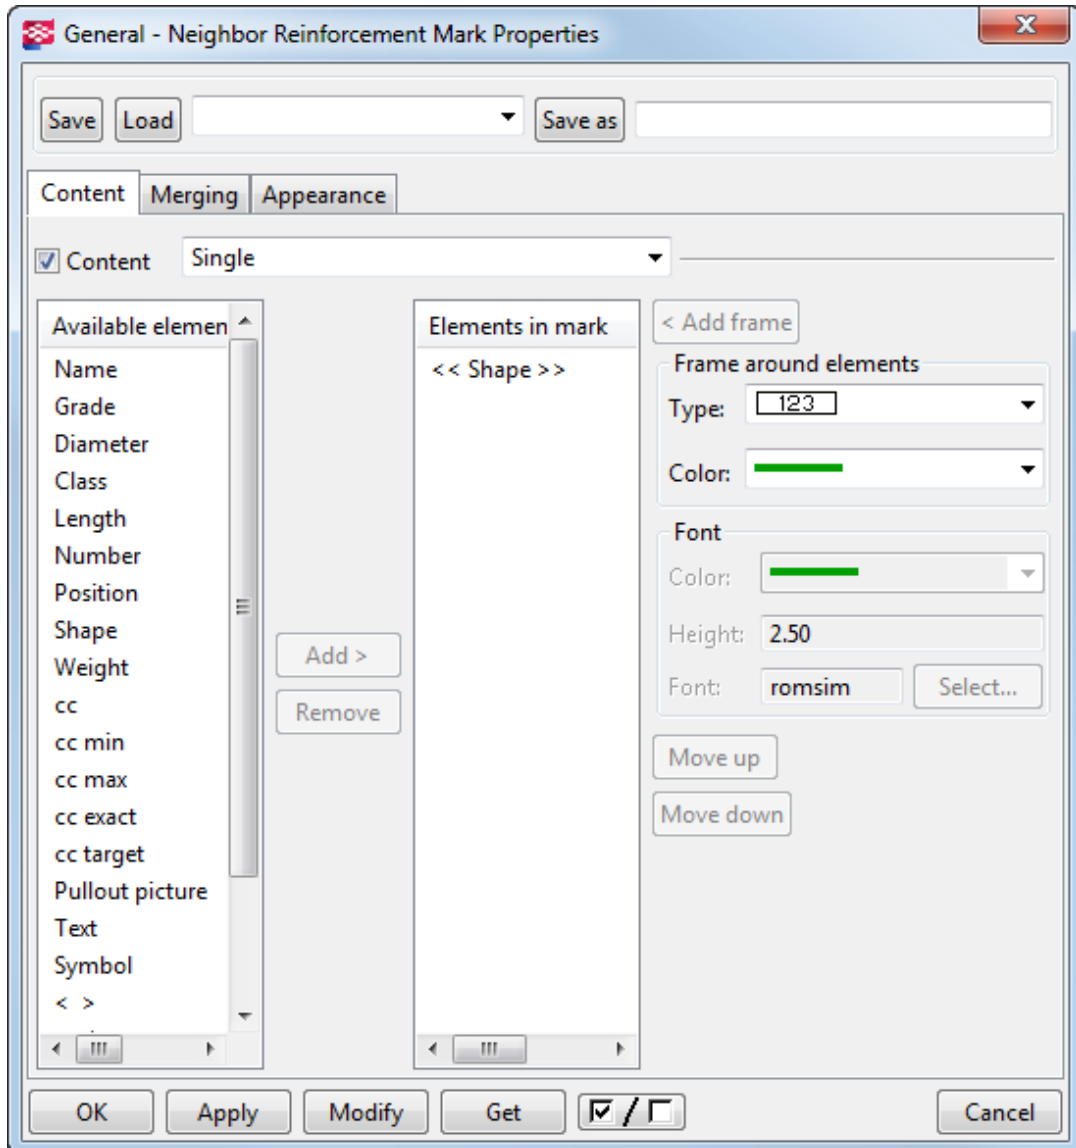 General - Neighbor Reinforcement Mark Properties
Save Load Save as
Content Merging Appearance
Content Single
Available elemen
Name
Grade
Diameter
Class
Length
Number
Position
Shape
Weight
cc
cc min
cc max
cc exact
cc target
Pullout picture
Text
Symbol
< >
Add >
Remove
Elements in mark
<< Shape >>
< Add frame
Frame around elements
Type: 123
Color:
Font
Color:
Height: 2.50
Font: romsim Select...
Move up
Move down
OK Apply Modify Get / Cancel